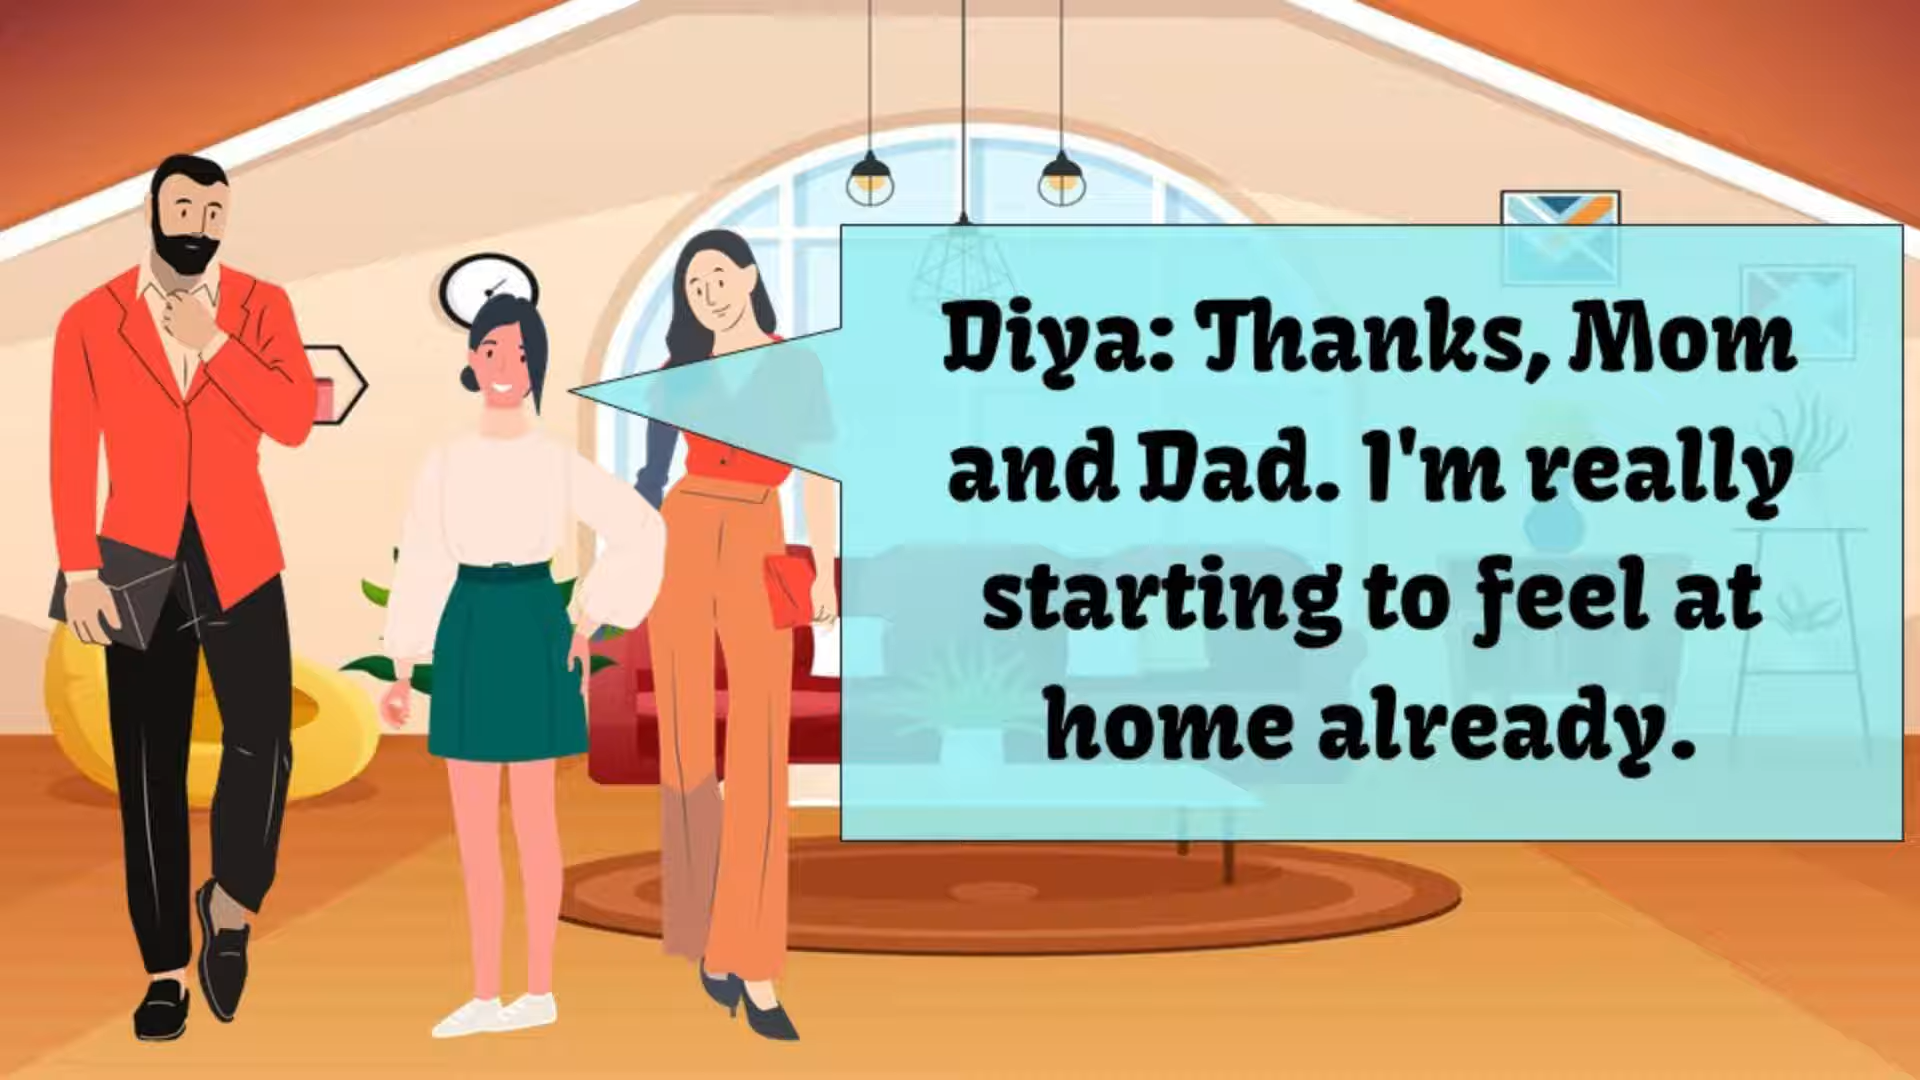 Diya: Thanks, Mom
and Dad. I'm really
starting to feel at
home already.